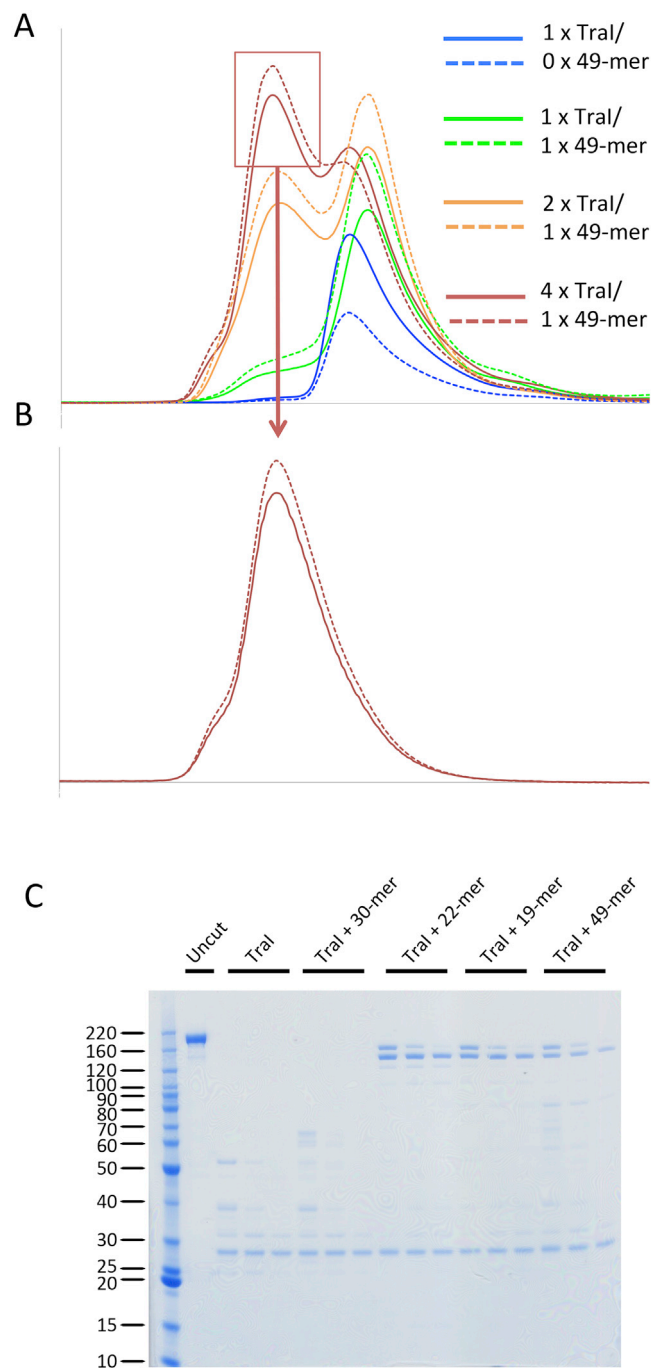 A
1 x TraI/
0 x 49-mer
1x TraI/
1 x 49-mer
2 x TraI/
1 x 49-mer
4 x TraI/
1 x 49-mer
B
C
Uncut
TraI
TraI + 30-mer
TraI + 22-mer
TraI + 19-mer
TraI + 49-mer
220
160
120
100
90
80
70
60
50
40
30
25
20
15
10